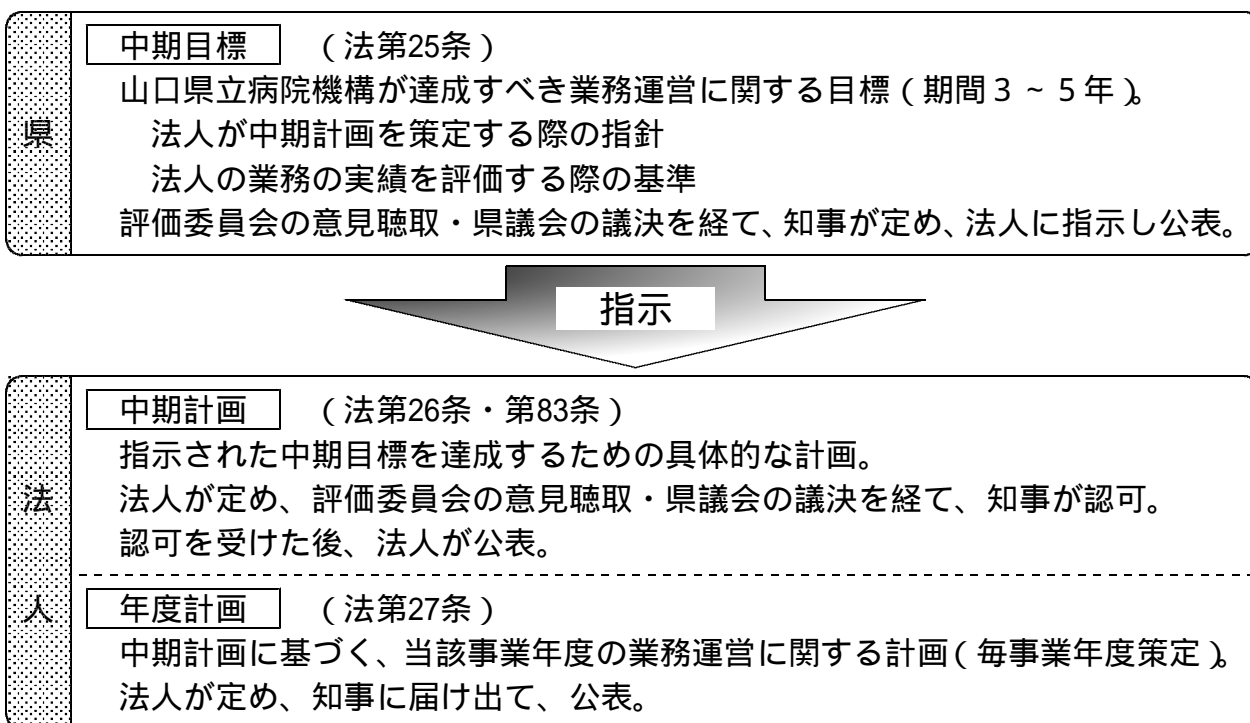 県
中期目標 （法第25条）
山口県立病院機構が達成すべき業務運営に関する目標（期間３～５年）。
法人が中期計画を策定する際の指針
法人の業務の実績を評価する際の基準
評価委員会の意見聴取・県議会の議決を経て、知事が定め、法人に指示し公表。
指示
法人
中期計画 （法第26条・第83条）
指示された中期目標を達成するための具体的な計画。
法人が定め、評価委員会の意見聴取・県議会の議決を経て、知事が認可。
認可を受けた後、法人が公表。
年度計画 （法第27条）
中期計画に基づく、当該事業年度の業務運営に関する計画（毎事業年度策定）。
法人が定め、知事に届け出て、公表。